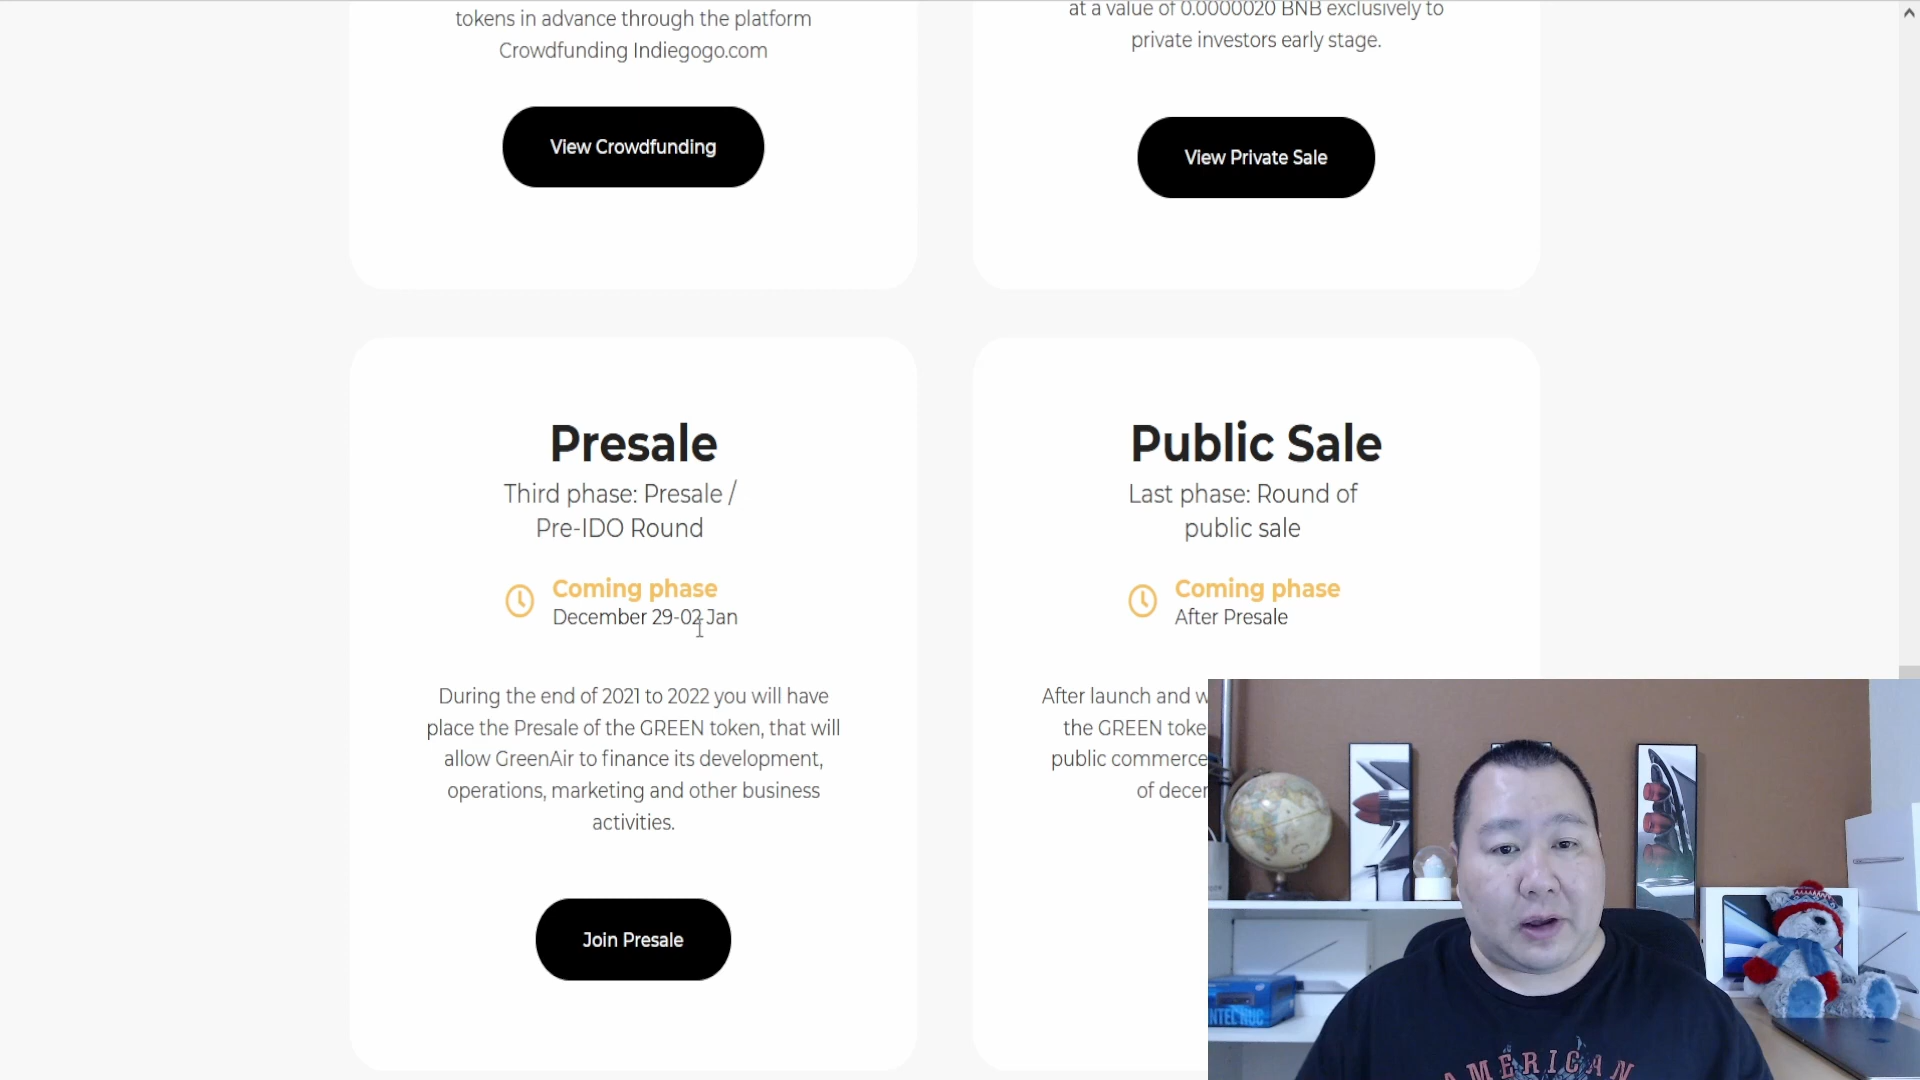 tokens in advance through the platform
Crowdfunding Indiegogo.com
View Crowdfunding
at a value of 0.0000020 BNB exclusively to
private investors early stage.
View Private Sale
Presale
Third phase: Presale /
Pre-IDO Round
Coming phase
December 29-02 Jan
During the end of 2021 to 2022 you will have
place the Presale of the GREEN token, that will
allow GreenAir to finance its development,
operations, marketing and other business
activities.
Join Presale
Public Sale
Last phase: Round of
public sale
Coming phase
After Presale
After launch and
the GREEN
public commerce
of
INTEL NUC
AMERICAN